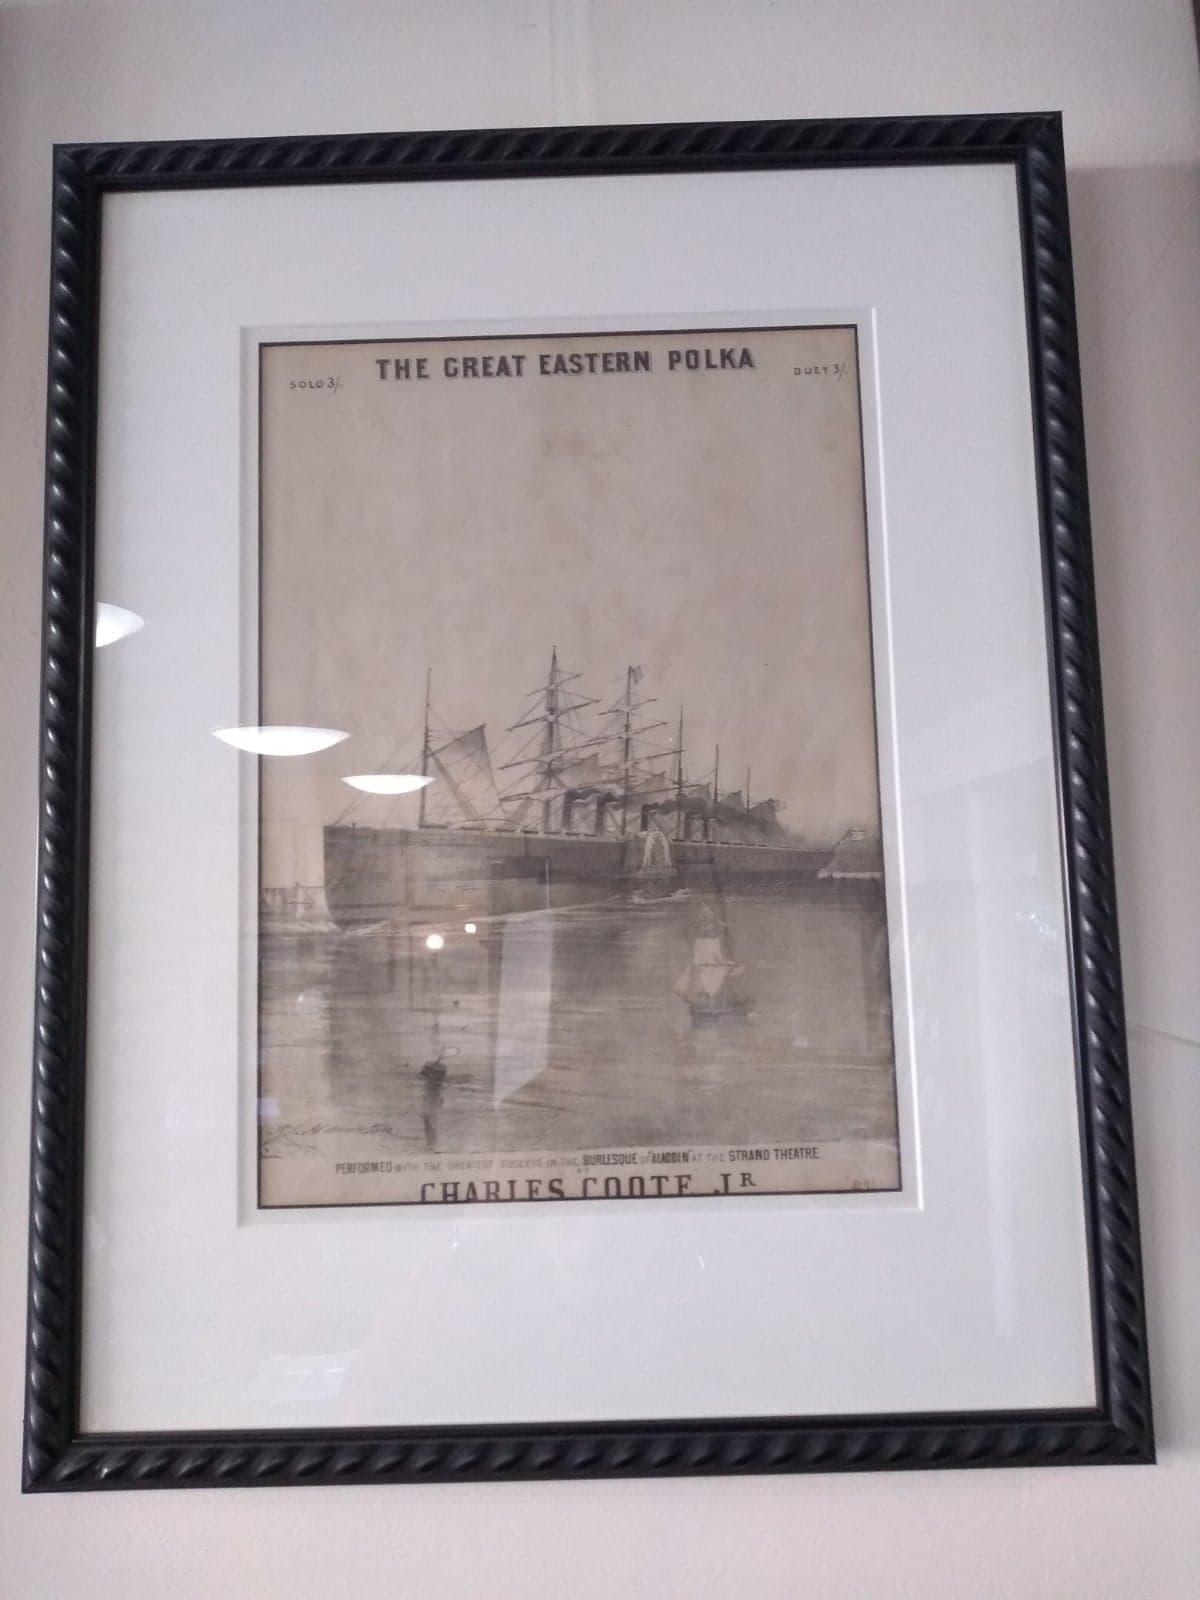 THE GREAT EASTERN POLKA
SOLO 3/-
DUET 3/-
PERFORMED WITH THE GREATEST SUCCESS IN THE BURLESQUE OF "ALADDIN" AT THE STRAND THEATRE
BY
CHARLES COOTE JR